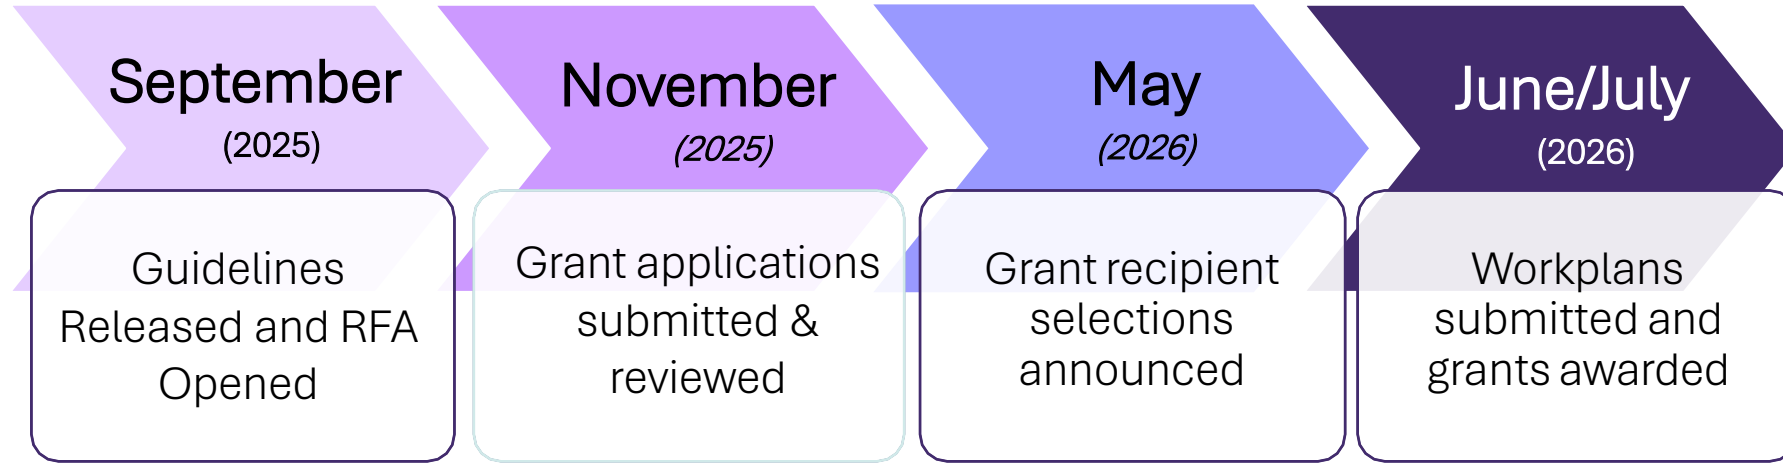 September
(2025)
Guidelines
Released and RFA
Opened
November
(2025)
Grant applications
submitted &
reviewed
May
(2026)
Grant recipient
selections
announced
June/July
(2026)
Workplans
submitted and
grants awarded